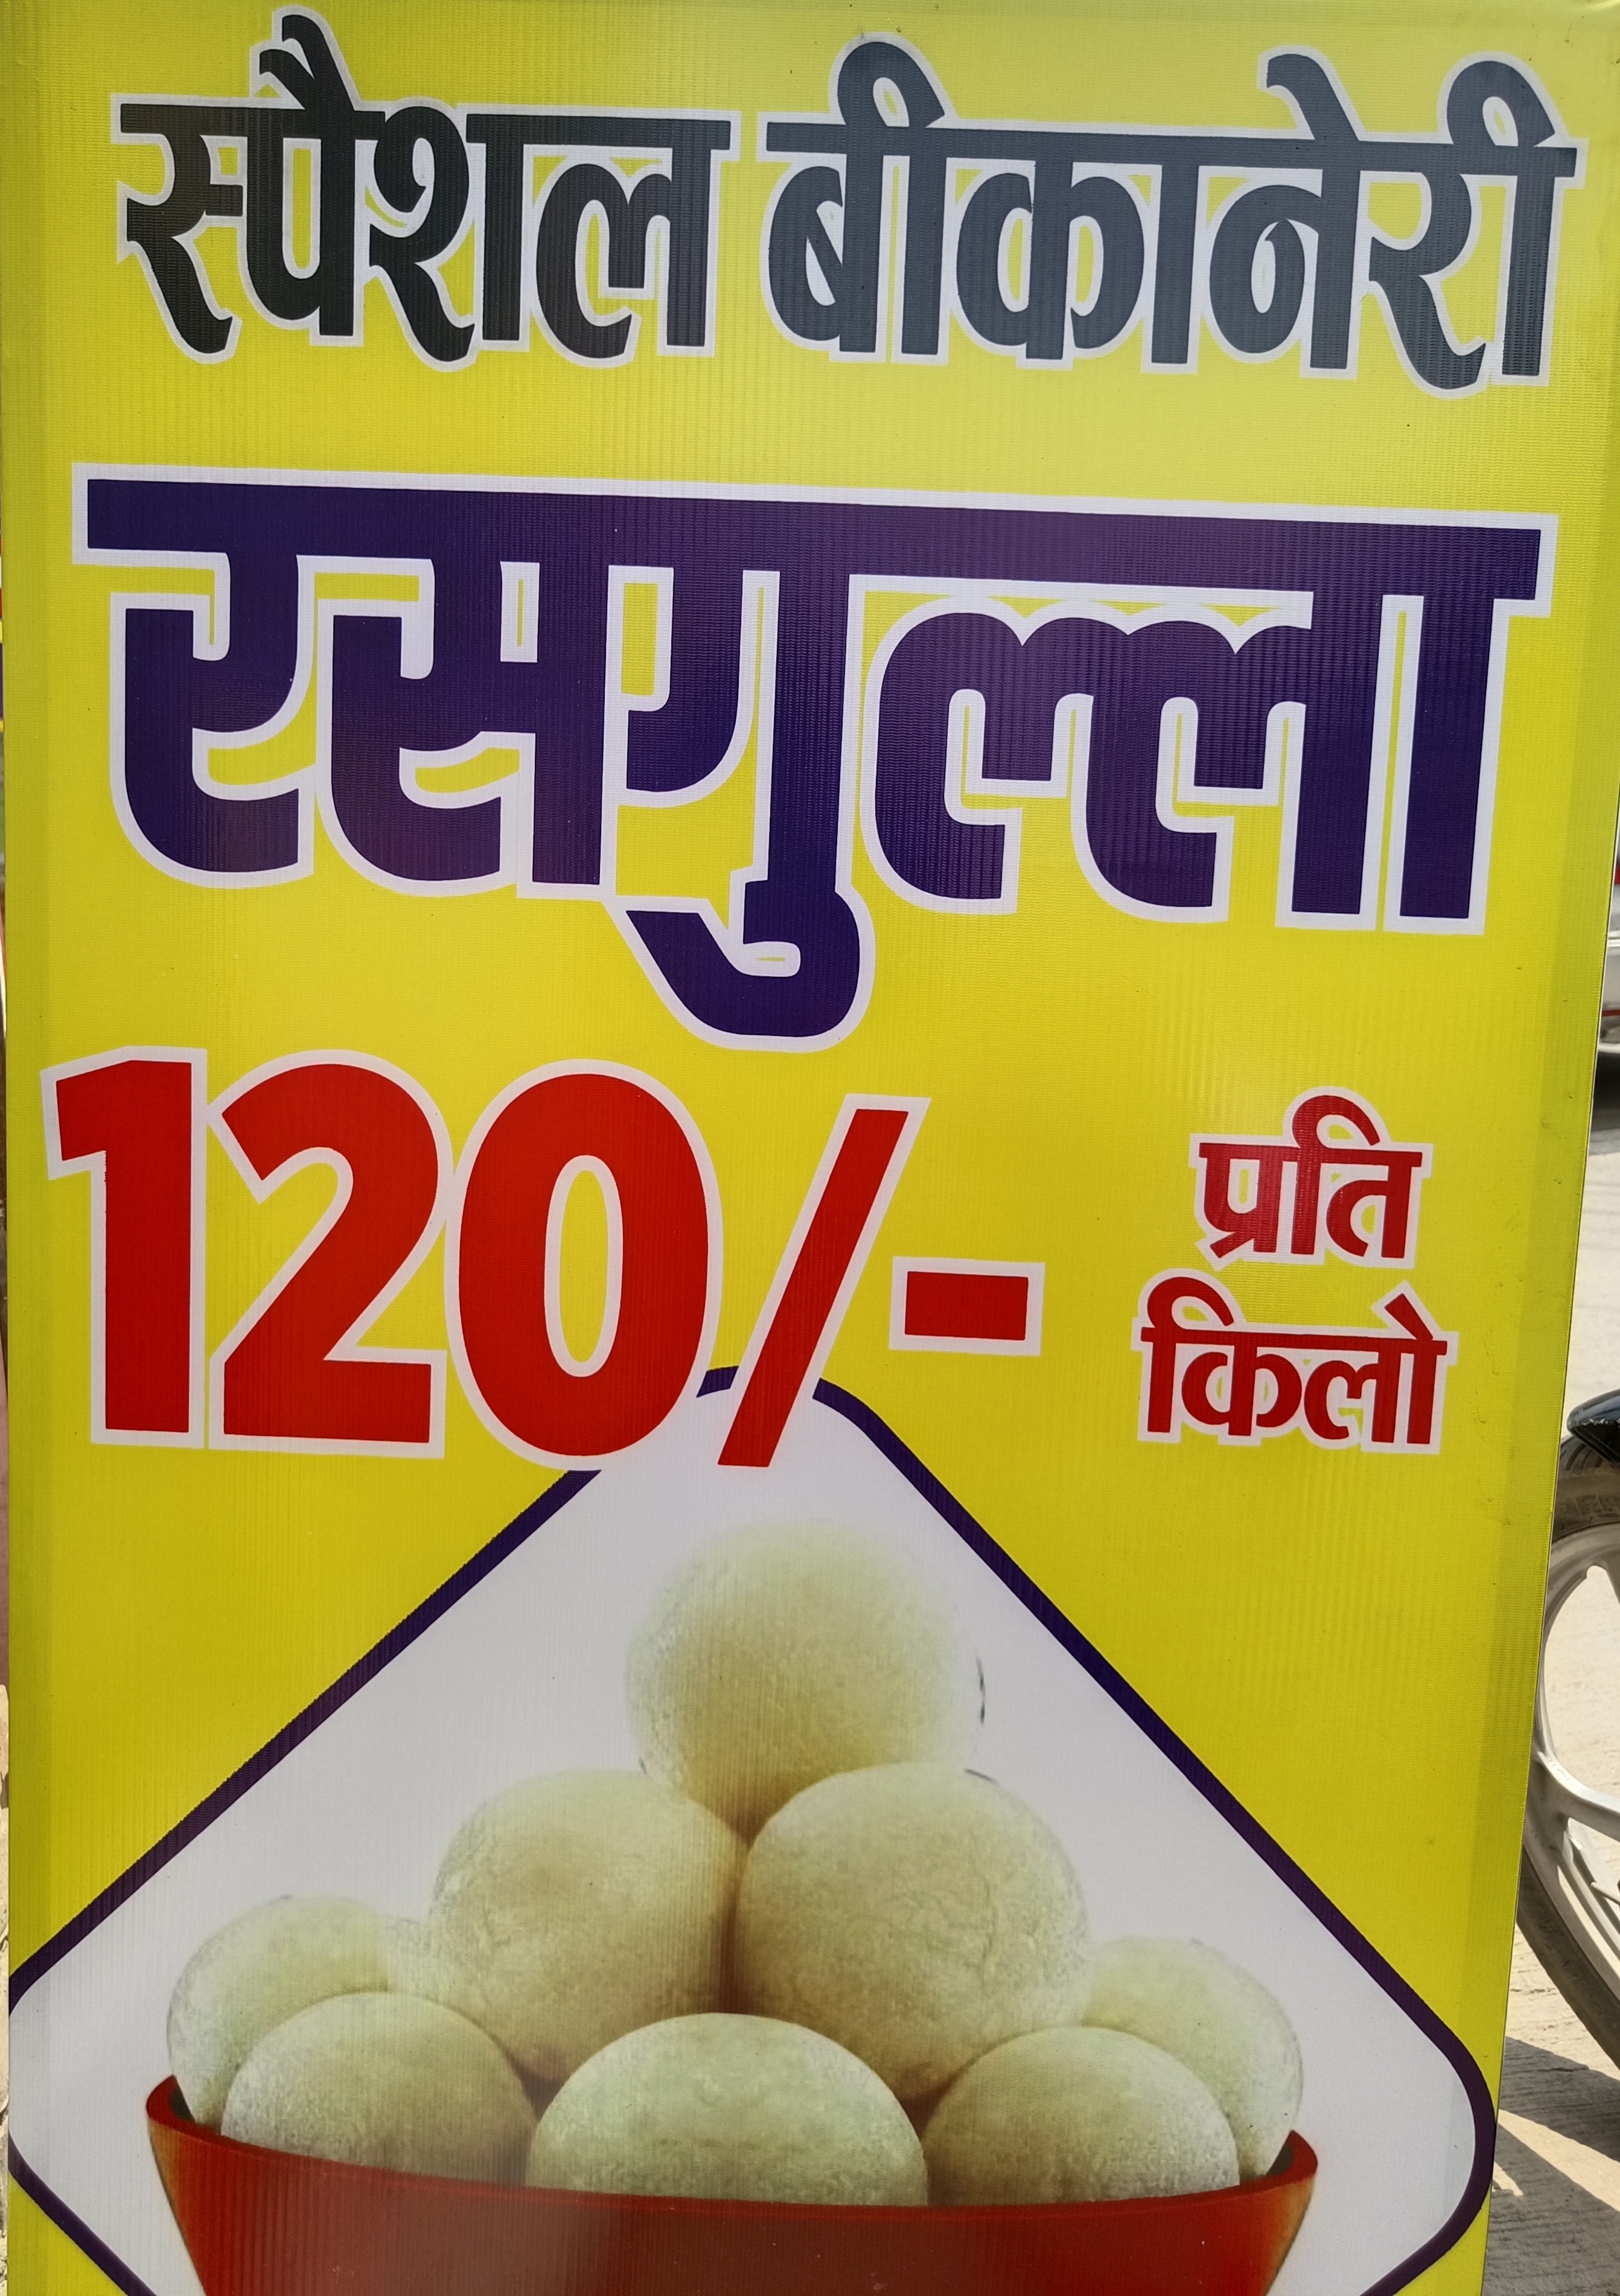 स्पैशल बीकानेरी
रसगुल्ला
120/- प्रति
किलो